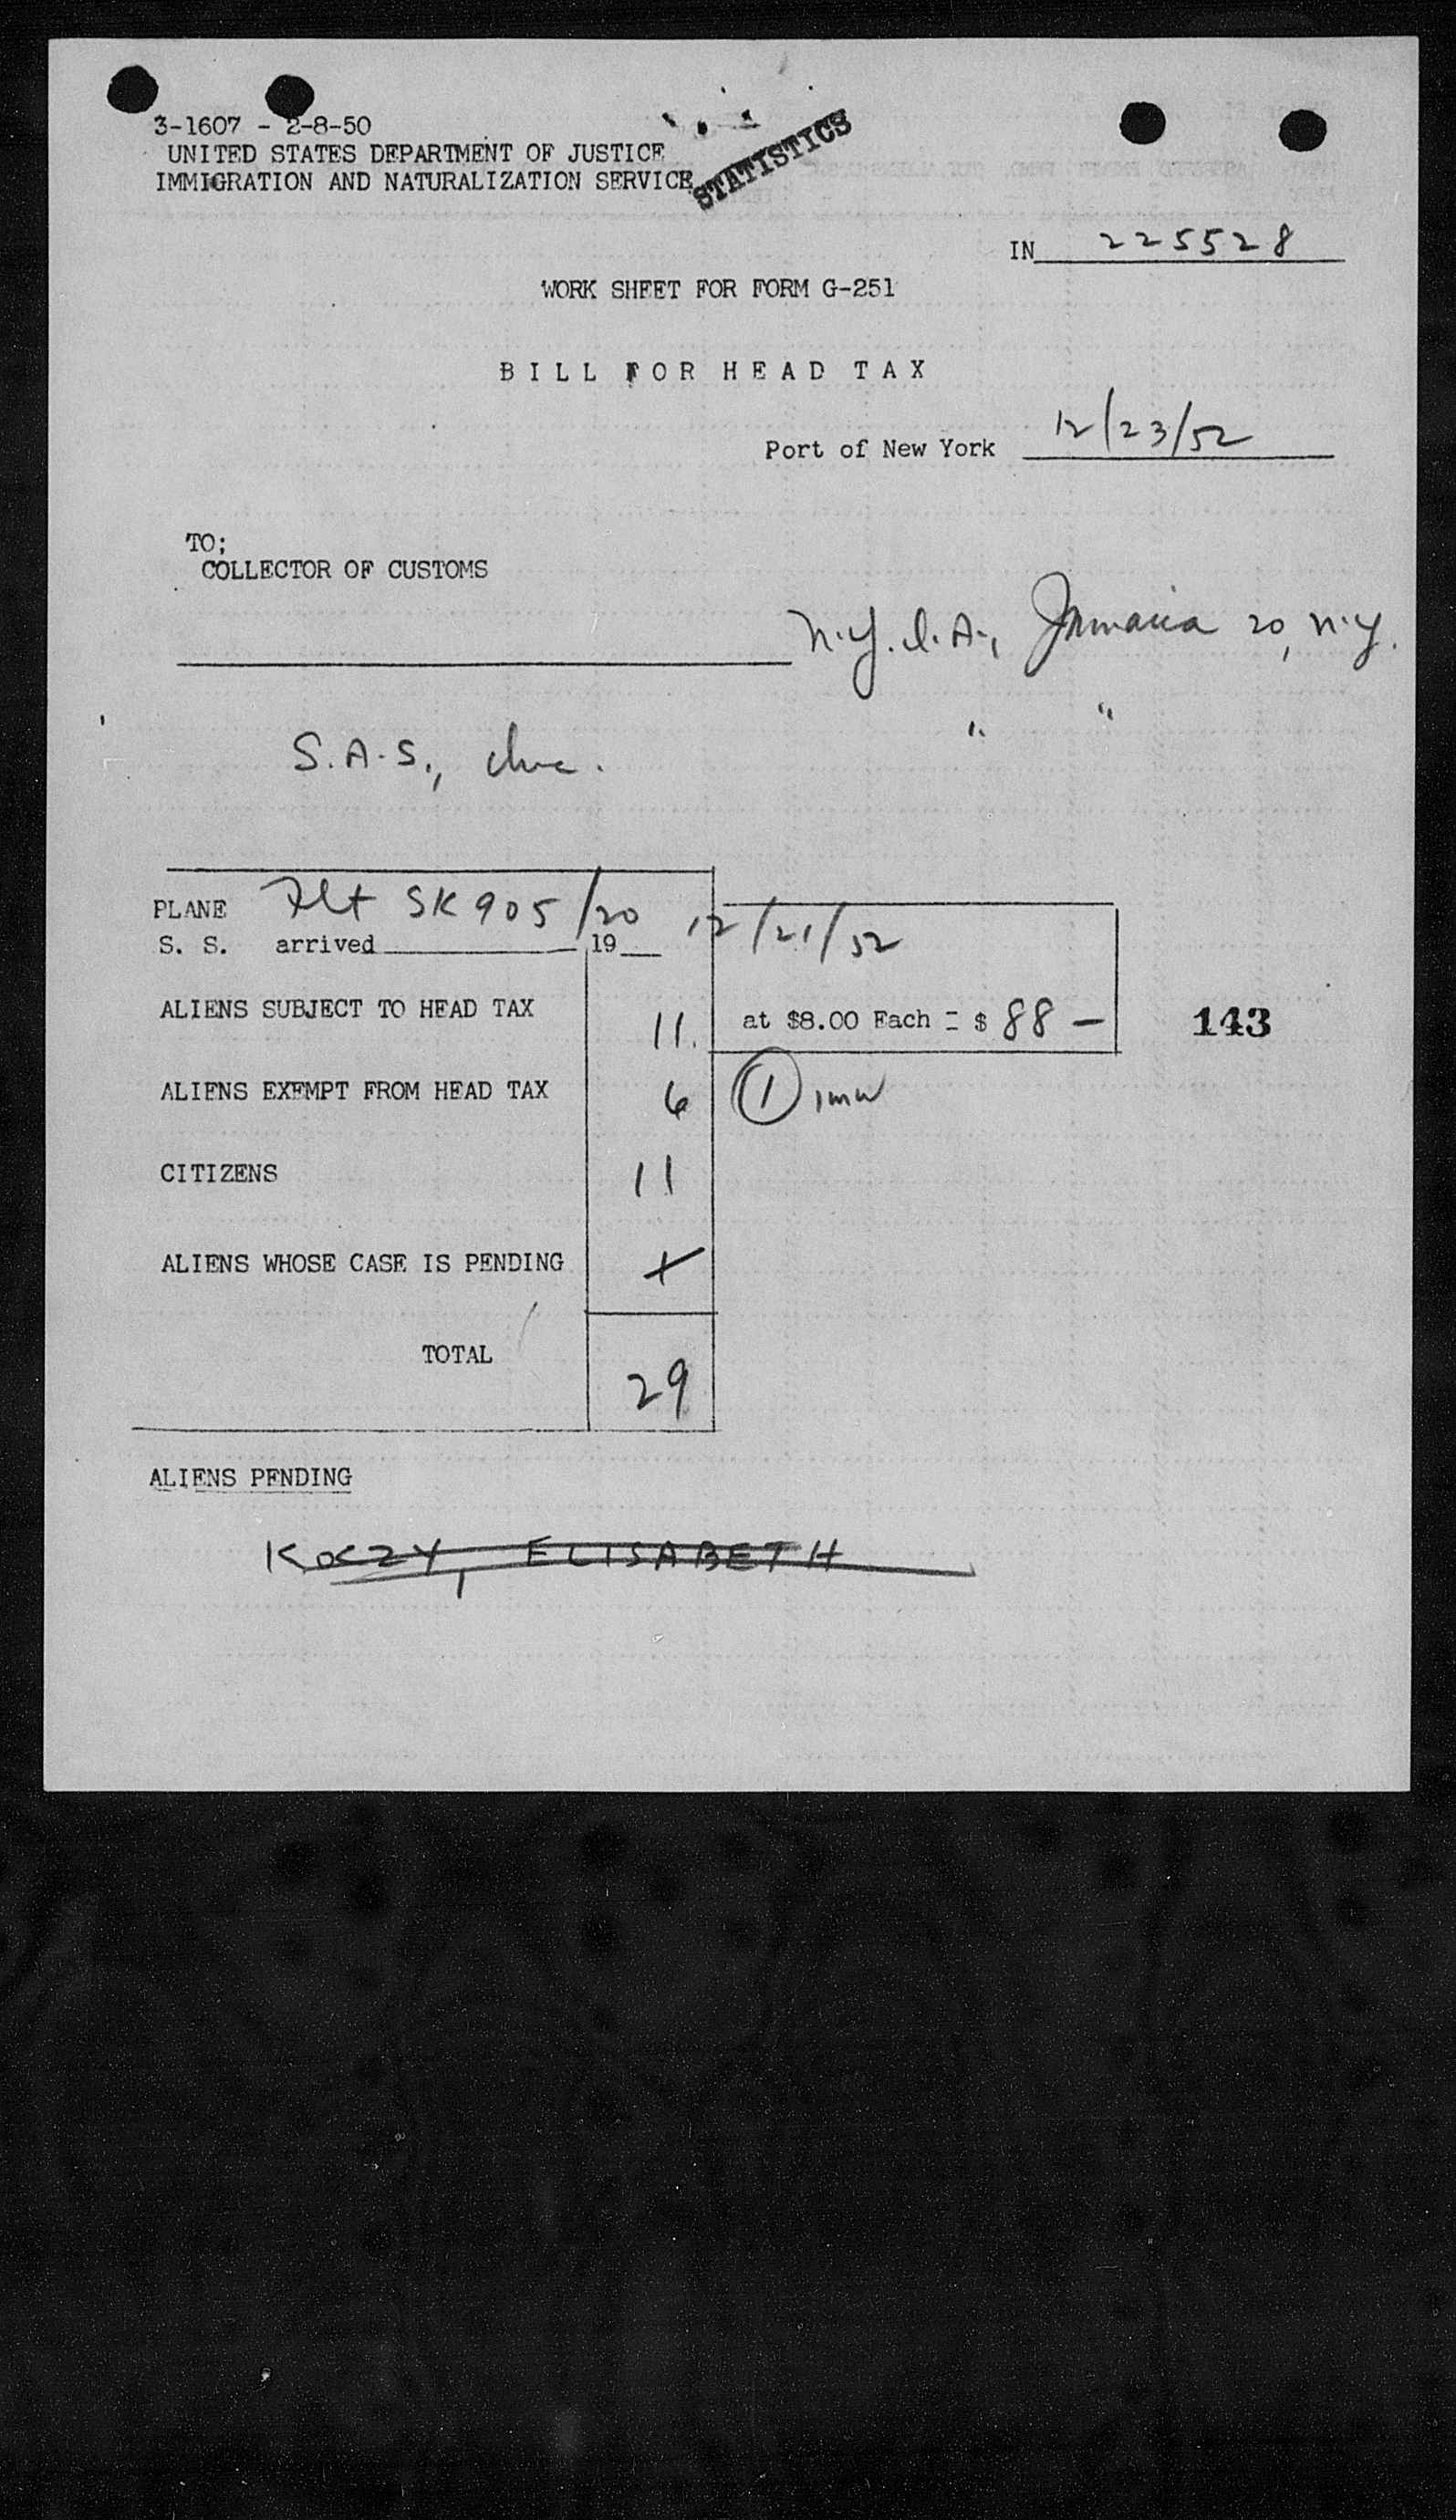 3-1607 - 2-8-50
UNITED STATES DEPARTMENT OF JUSTICE
IMMIGRATION AND NATURALIZATION SERVICE
STATISTICS
IN 225528
WORK SHEET FOR FORM G-251
BILL FOR HEAD TAX
Port of New York 12/23/52
TO;
COLLECTOR OF CUSTOMS
N.Y. I.A., Jamaica 20, N.Y.
S.A.S., Inc. " "
PLANE Flt SK905/20 12/21/52
S. S. arrived 19
ALIENS SUBJECT TO HEAD TAX 11. at $8.00 Each = $ 88 — 143
ALIENS EXEMPT FROM HEAD TAX 6 1 imw
CITIZENS 11
ALIENS WHOSE CASE IS PENDING
TOTAL 29
ALIENS PENDING
KOCZY, ELISABETH